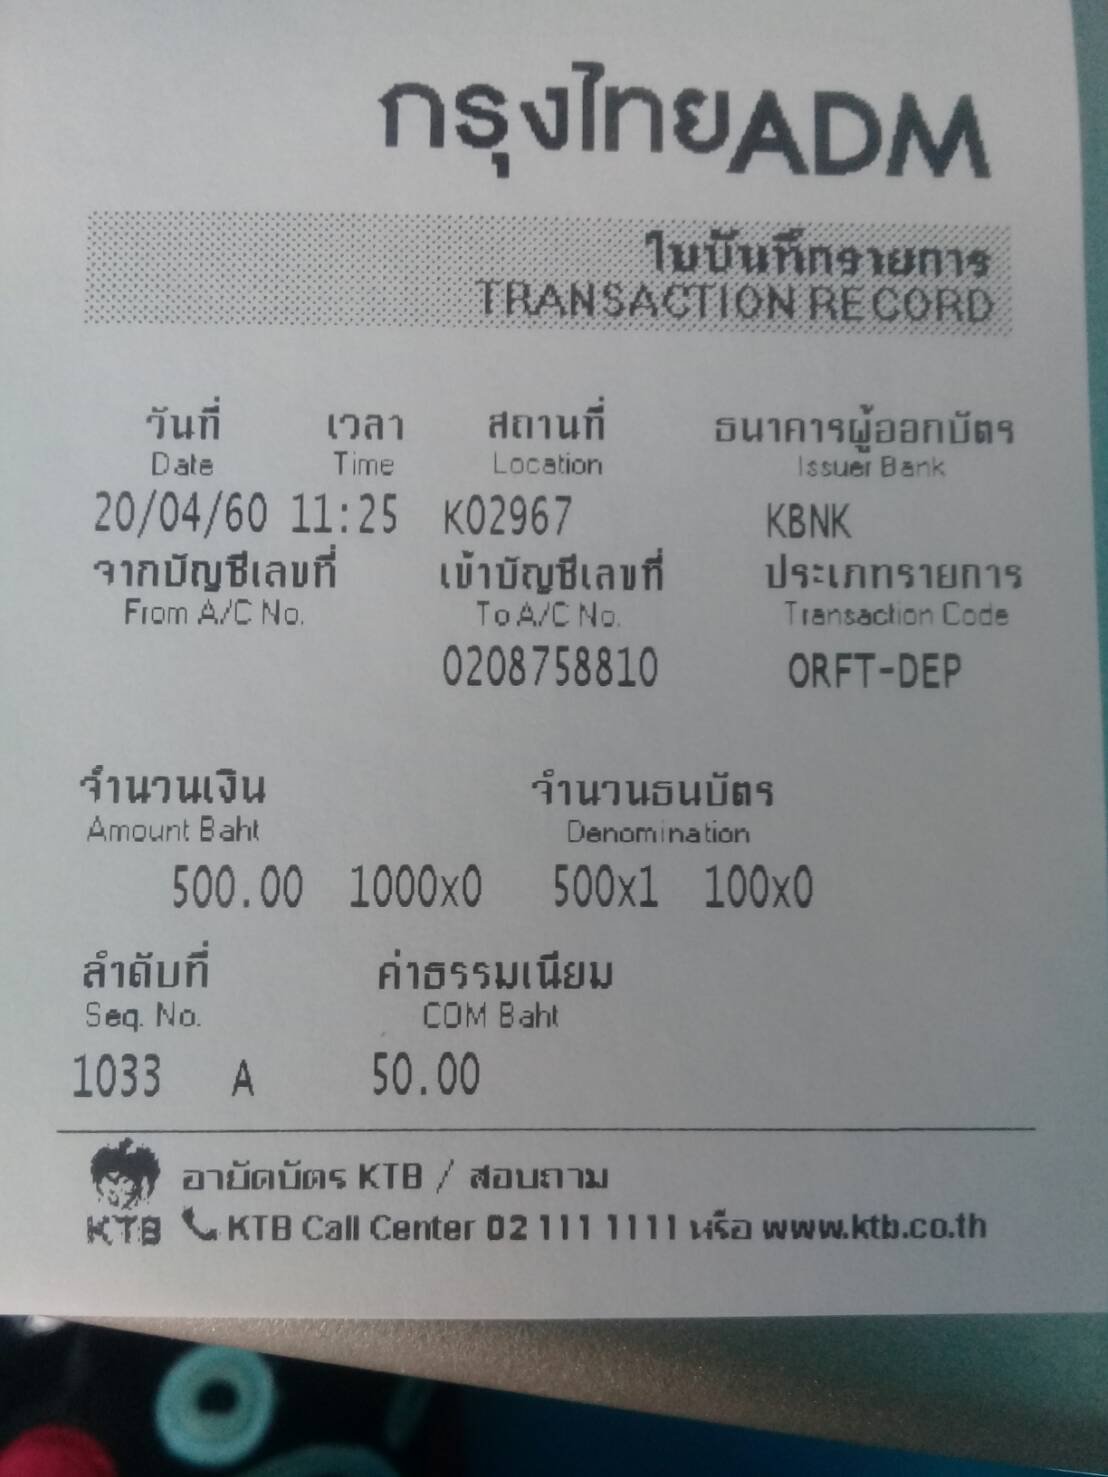 กรุงไทยADM
ใบบันทึกรายการ
TRANSACTION RECORD
วันที่ เวลา สถานที่ ธนาคารผู้ออกบัตร
Date Time Location Issuer Bank
20/04/60 11:25 K02967 KBNK
จากบัญชีเลขที่ เข้าบัญชีเลขที่ ประเภทรายการ
From A/C No. To A/C No. Transaction Code
0208758810 ORFT-DEP
จำนวนเงิน จำนวนธนบัตร
Amount Baht Denomination
500.00 1000x0 500x1 100x0
ลำดับที่ ค่าธรรมเนียม
Seq. No. COM Baht
1033 A 50.00
อายัดบัตร KTB / สอบถาม
KTB KTB Call Center 02 111 1111 หรือ www.ktb.co.th